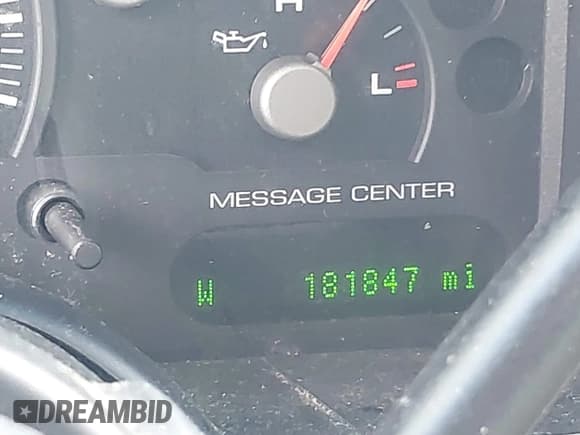 H
L
MESSAGE CENTER
W 181847 mi
DREAMBID